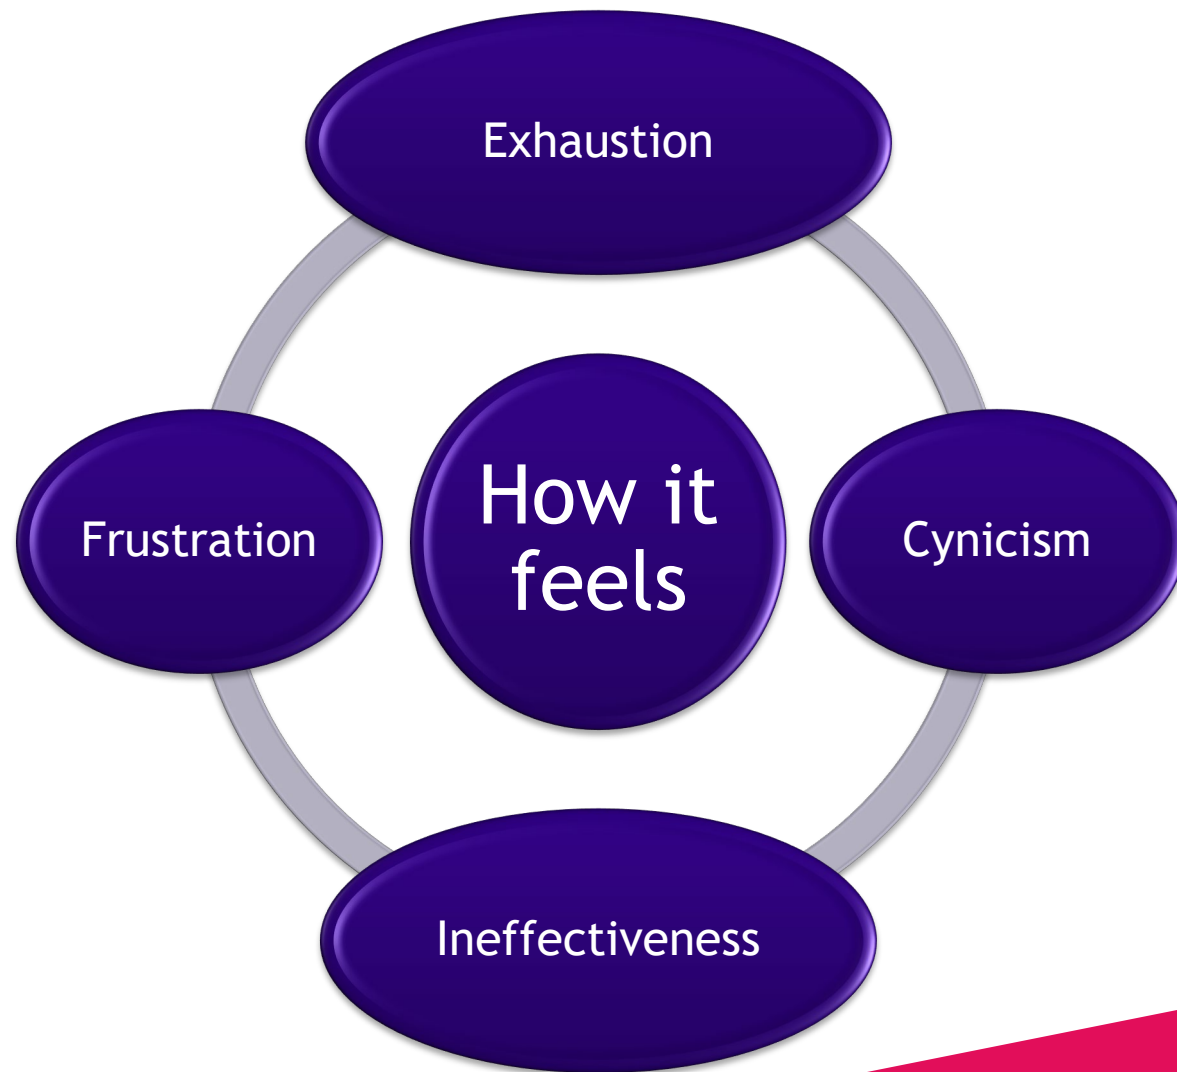 Exhaustion
Frustration
How it
feels
Cynicism
Ineffectiveness